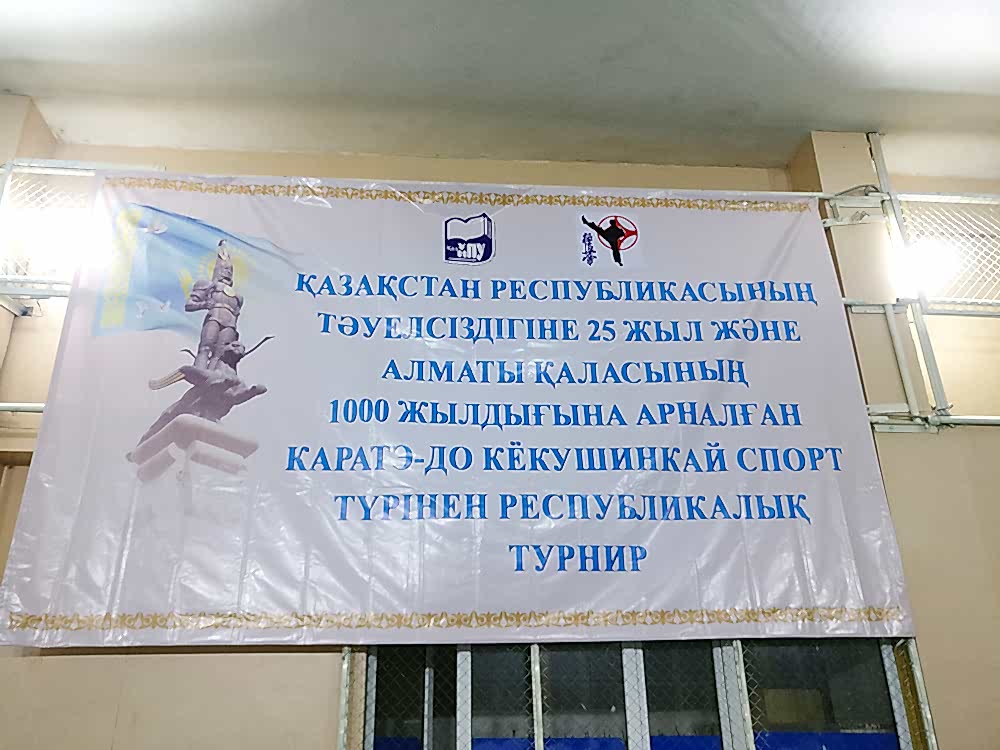 ҚАЗАҚСТАН РЕСПУБЛИКАСЫНЫҢ
ТӘУЕЛСІЗДІГІНЕ 25 ЖЫЛ ЖӘНЕ
АЛМАТЫ ҚАЛАСЫНЫҢ
1000 ЖЫЛДЫҒЫНА АРНАЛҒАН
КАРАТЭ-ДО КЁКУШИНКАЙ СПОРТ
ТҮРІНЕН РЕСПУБЛИКАЛЫҚ
ТУРНИР